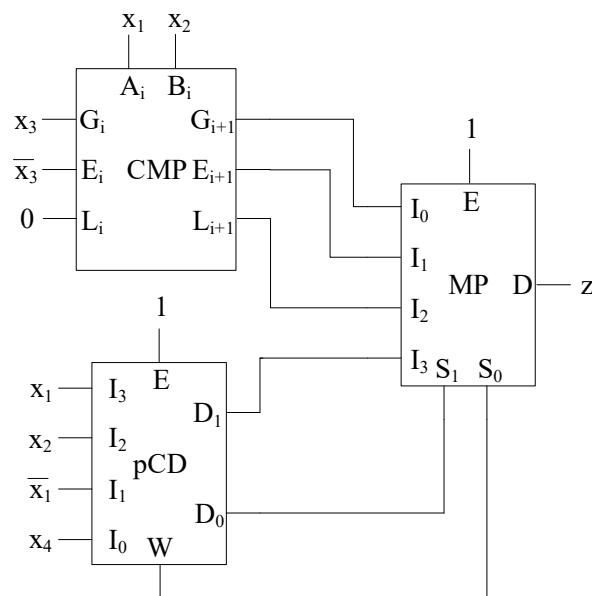 x₁ x₂
Aᵢ Bᵢ
x₃ Gᵢ Gᵢ₊₁
x̅₃ Eᵢ CMP Eᵢ₊₁
0 Lᵢ Lᵢ₊₁
1
E
I₀
I₁
MP D z
I₂
I₃ S₁ S₀
1
E
x₁ I₃
D₁
x₂ I₂
pCD
x̅₁ I₁
D₀
x₄ I₀
W